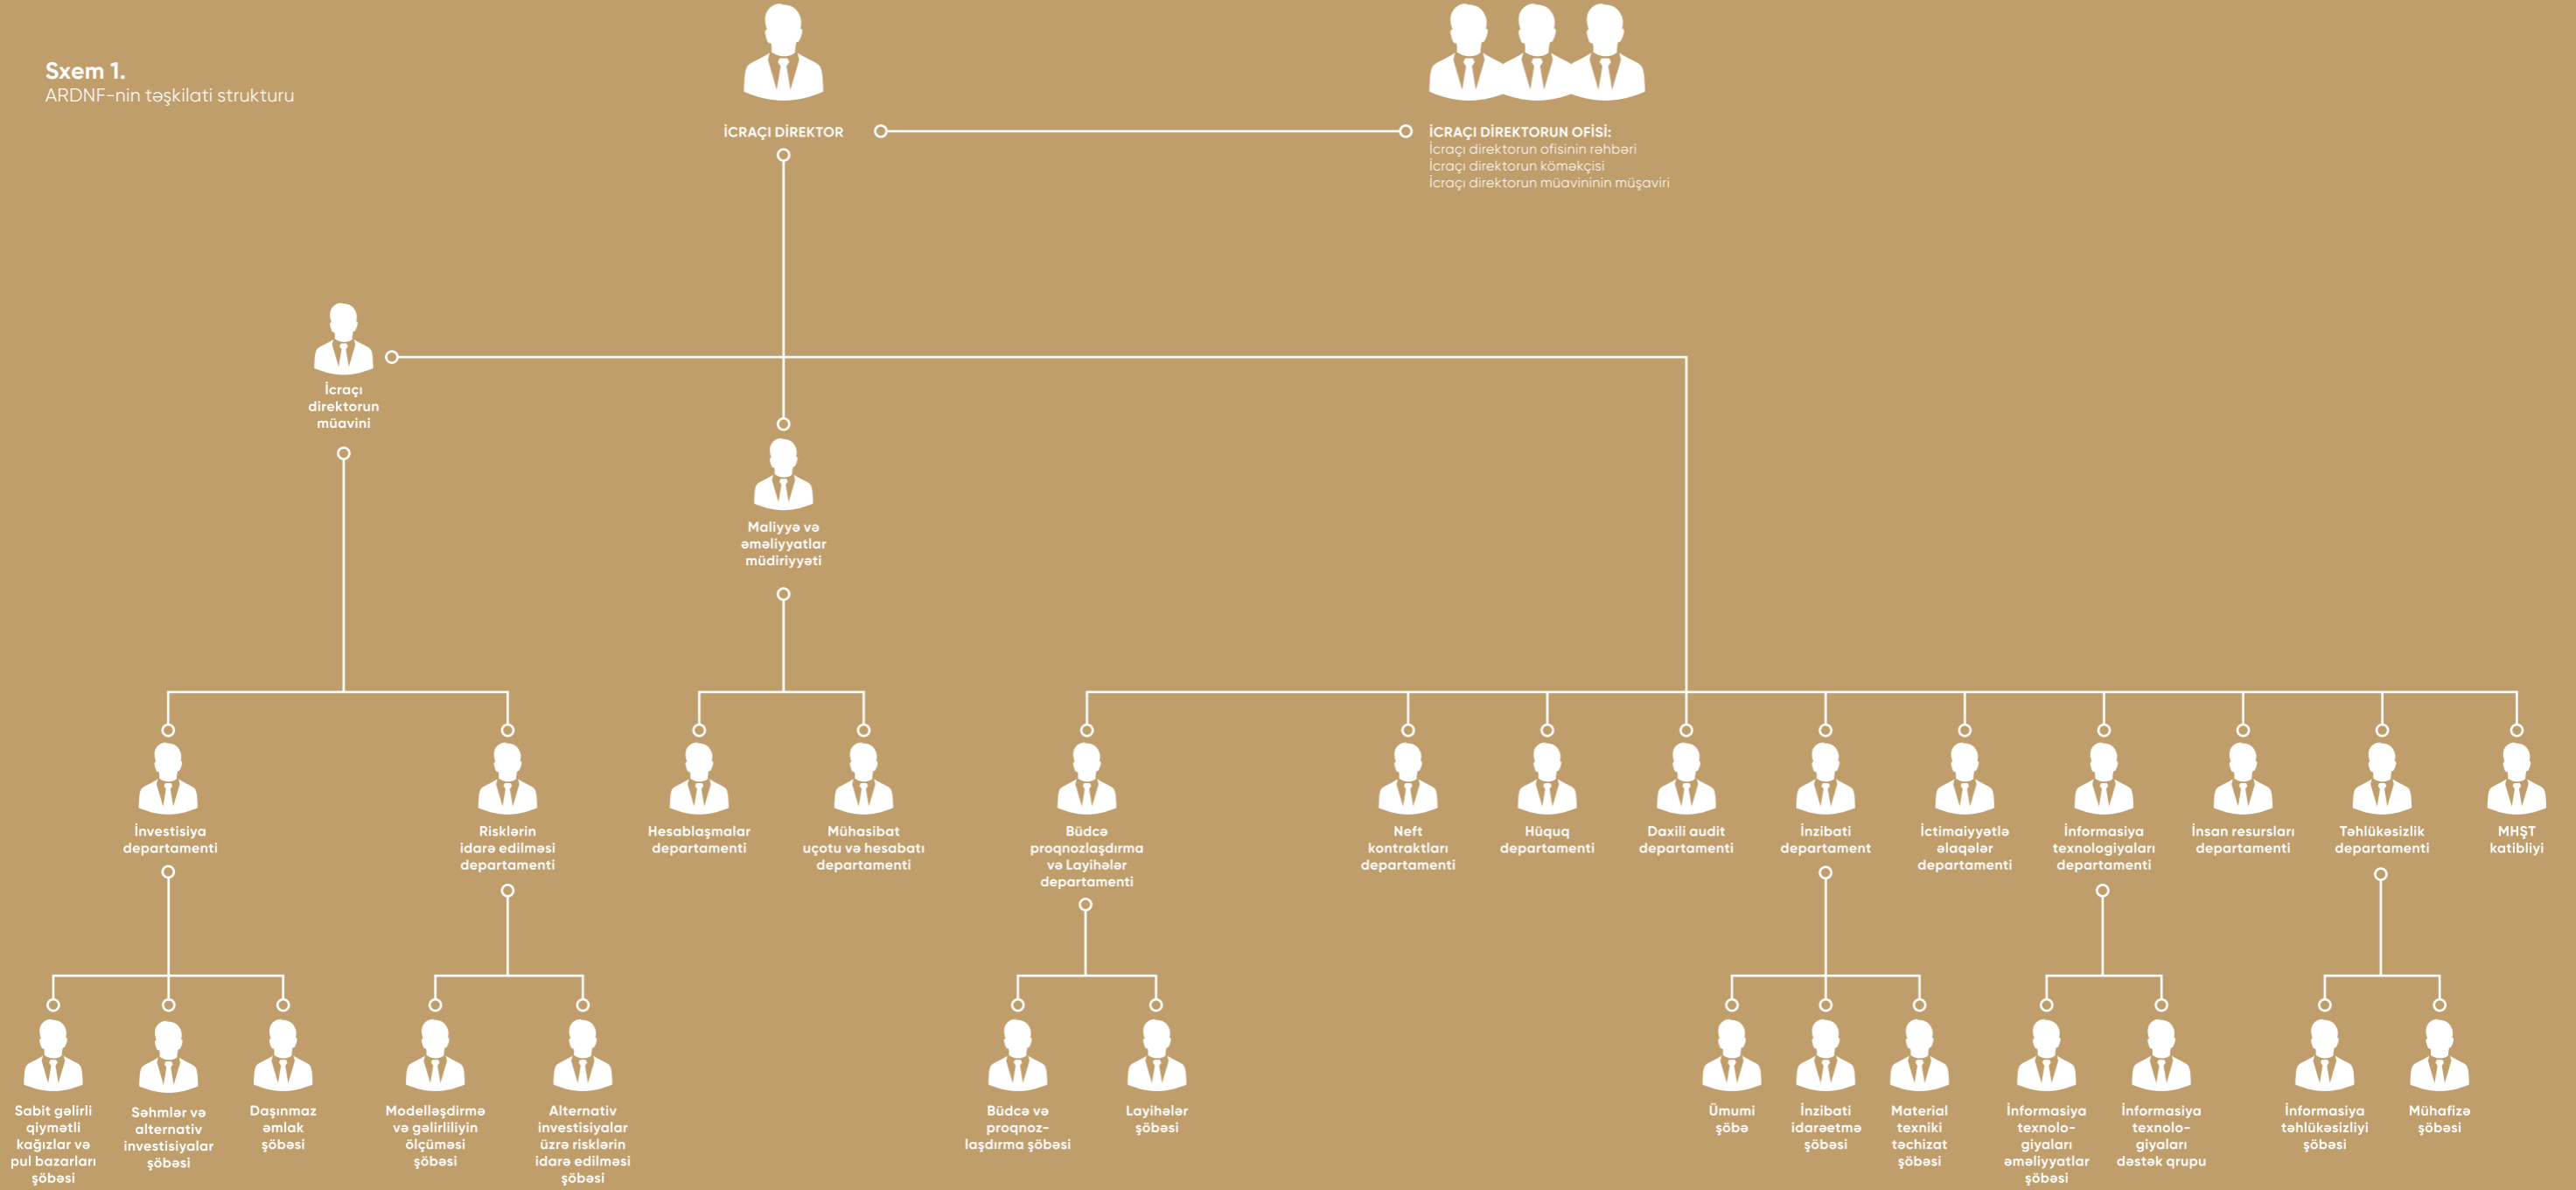 Sxem 1.
ARDNF-nin təşkilati strukturu
İCRAÇI DİREKTOR
İCRAÇI DİREKTORUN OFİSİ:
İcraçı direktorun ofisinin rəhbəri
İcraçı direktorun köməkçisi
İcraçı direktorun müavininin müşaviri
İcraçı
direktorun
müavini
Maliyyə və
əməliyyatlar
müdiriyyəti
İnvestisiya
departamenti
Risklərin
idarə edilməsi
departamenti
Hesablaşmalar
departamenti
Mühasibat
uçotu və hesabatı
departamenti
Büdcə
proqnozlaşdırma
və Layihələr
departamenti
Neft
kontraktları
departamenti
Hüquq
departamenti
Daxili audit
departamenti
İnzibati
departament
İctimaiyyətlə
əlaqələr
departamenti
İnformasiya
texnologiyaları
departamenti
İnsan resursları
departamenti
Təhlükəsizlik
departamenti
MHŞT
katibliyi
Sabit gəlirli
qiymətli
kağızlar və
pul bazarları
şöbəsi
Səhmlər və
alternativ
investisiyalar
şöbəsi
Daşınmaz
əmlak
şöbəsi
Modelləşdirmə
və gəlirliliyin
ölçüməsi
şöbəsi
Alternativ
investisiyalar
üzrə risklərin
idarə edilməsi
şöbəsi
Büdcə və
proqnoz-
laşdırma şöbəsi
Layihələr
şöbəsi
Ümumi
şöbə
İnzibati
idarəetmə
şöbəsi
Material
texniki
təchizat
şöbəsi
İnformasiya
texnolo-
giyaları
əməliyyatlar
şöbəsi
İnformasiya
texnolo-
giyaları
dəstək qrupu
İnformasiya
təhlükəsizliyi
şöbəsi
Mühafizə
şöbəsi